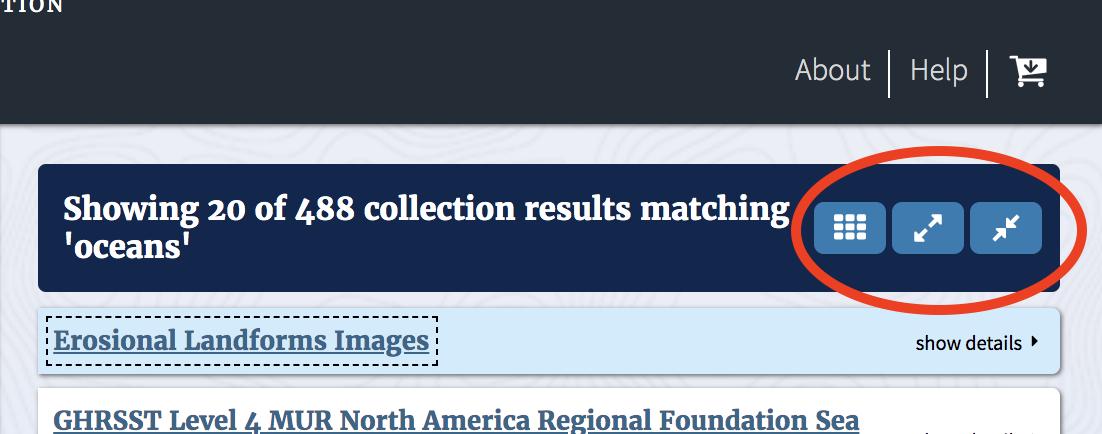 TION
About
Help
Showing 20 of 488 collection results matching
'oceans'
Erosional Landforms Images
show details
GHRSST Level 4 MUR North America Regional Foundation Sea